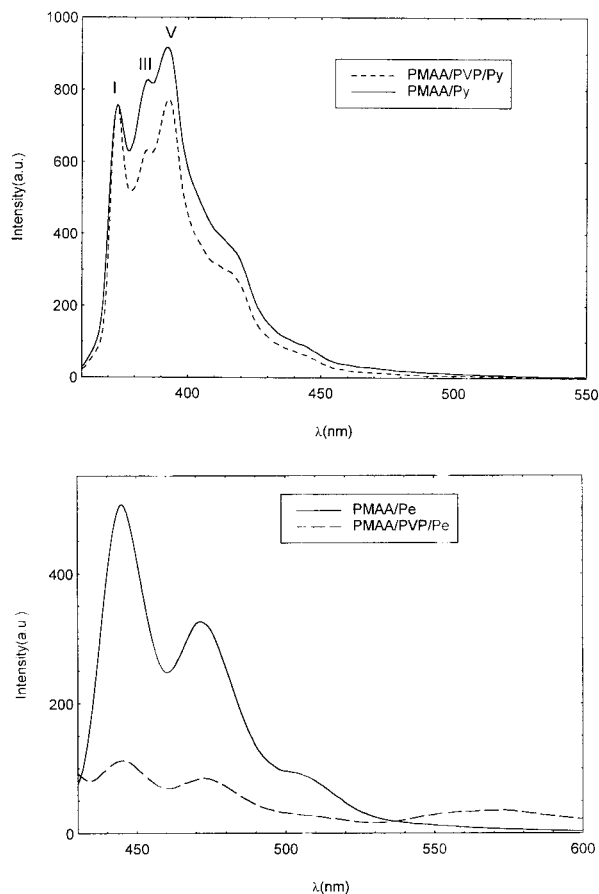 1000
800
600
400
200
0
Intensity(a.u.)
I
III
V
PMAA/PVP/Py
PMAA/Py
400
450
500
550
λ(nm)
400
200
0
Intensity(a.u.)
PMAA/Pe
PMAA/PVP/Pe
450
500
550
600
λ(nm)